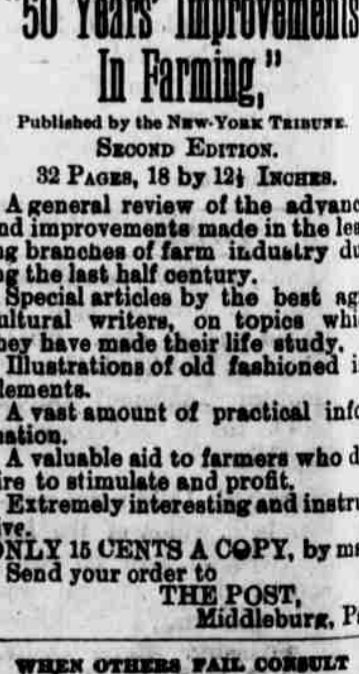 "50 Years' Improvements
In Farming,"
Published by the NEW-YORK TRIBUNE.
SECOND EDITION.
32 PAGES, 18 by 12½ INCHES.
A general review of the advanc
nd improvements made in the lea
ng branches of farm industry du
ng the last half century.
Special articles by the best ag
ultural writers, on topics whi
hey have made their life study.
Illustrations of old fashioned i
lements.
A vast amount of practical info
ation.
A valuable aid to farmers who d
ire to stimulate and profit.
Extremely interesting and instru
ive.
ONLY 15 CENTS A COPY, by ma
Send your order to
THE POST,
Middleburg, Pa
WHEN OTHERS FAIL CONSULT